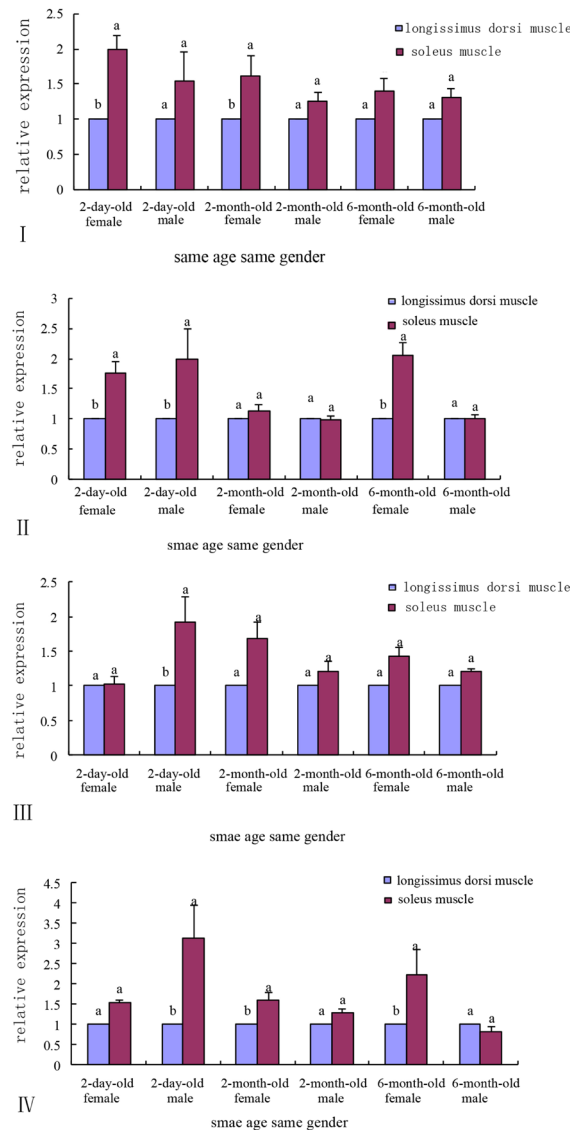 longissimus dorsi muscle
soleus muscle
relative expression
2.5
2
1.5
1
0.5
0
b a a a b a a a a a a a
2-day-old 2-day-old 2-month-old 2-month-old 6-month-old 6-month-old
female male female male female male
I
same age same gender
longissimus dorsi muscle
soleus muscle
relative expression
3
2.5
2
1.5
1
0.5
0
b a b a a a a a b a a a
2-day-old 2-day-old 2-month-old 2-month-old 6-month-old 6-month-old
female male female male female male
II
smae age same gender
longissimus dorsi muscle
soleus muscle
relative expression
2.5
2
1.5
1
0.5
0
a a b a a a a a a a a a
2-day-old 2-day-old 2-month-old 2-month-old 6-month-old 6-month-old
female male female male female male
III
smae age same gender
longissimus dorsi muscle
soleus muscle
relative expression
4.5
4
3.5
3
2.5
2
1.5
1
0.5
0
a a b a b a a a b a a a
2-day-old 2-day-old 2-month-old 2-month-old 6-month-old 6-month-old
female male female male female male
IV
smae age same gender